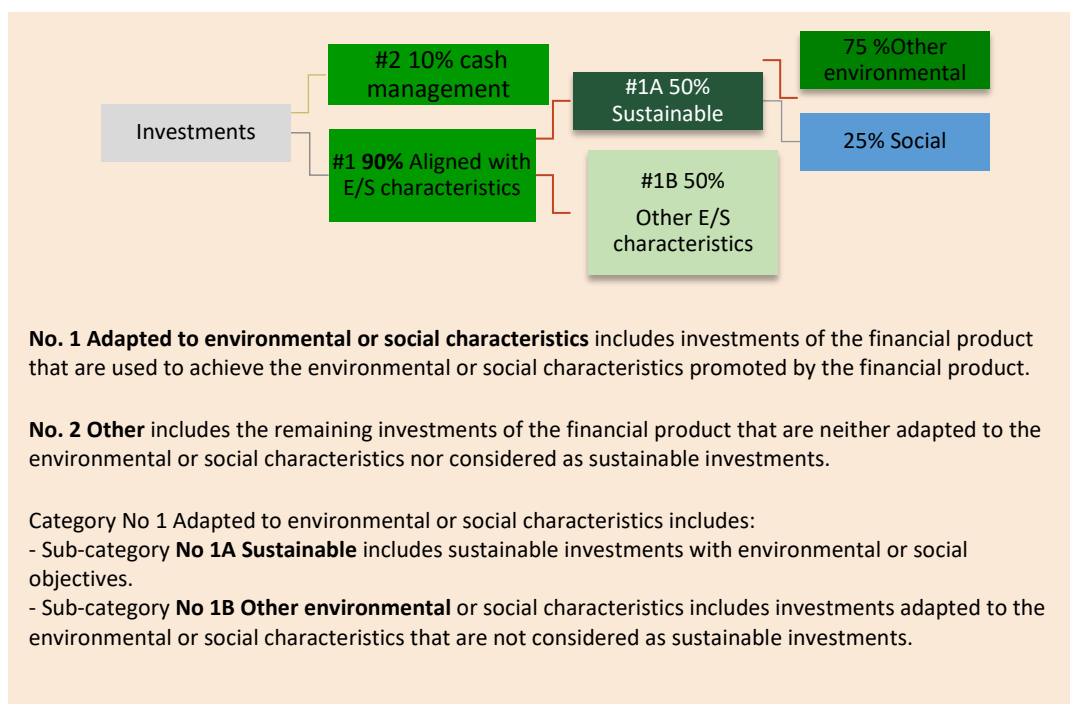 #2 10% cash
management
75 %Other
environmental
#1A 50%
Sustainable
Investments
25% Social
#1 90% Aligned with
E/S characteristics
#1B 50%
Other E/S
characteristics
No. 1 Adapted to environmental or social characteristics includes investments of the financial product
that are used to achieve the environmental or social characteristics promoted by the financial product.
No. 2 Other includes the remaining investments of the financial product that are neither adapted to the
environmental or social characteristics nor considered as sustainable investments.
Category No 1 Adapted to environmental or social characteristics includes:
- Sub-category No 1A Sustainable includes sustainable investments with environmental or social
objectives.
- Sub-category No 1B Other environmental or social characteristics includes investments adapted to the
environmental or social characteristics that are not considered as sustainable investments.